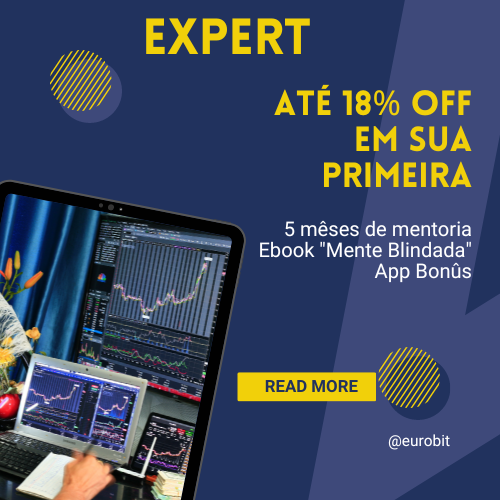 EXPERT
ATÉ 18% OFF
EM SUA
PRIMEIRA
5 mêses de mentoria
Ebook "Mente Blindada"
App Bonûs
READ MORE
@eurobit